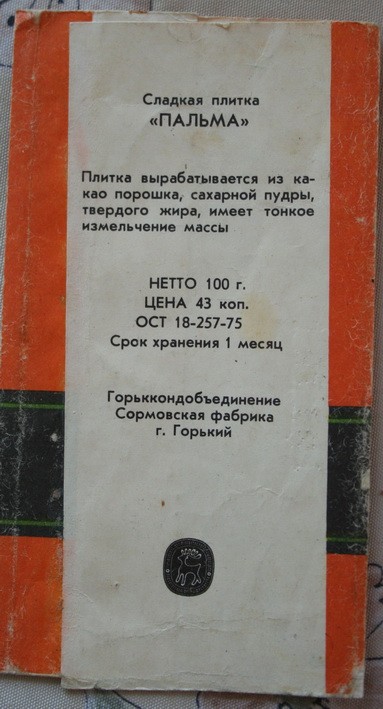 Сладкая плитка
«ПАЛЬМА»
Плитка вырабатывается из ка-
као порошка, сахарной пудры,
твердого жира, имеет тонкое
измельчение массы
НЕТТО 100 г.
ЦЕНА 43 коп.
ОСТ 18-257-75
Срок хранения 1 месяц
Горьккондобъединение
Сормовская фабрика
г. Горький